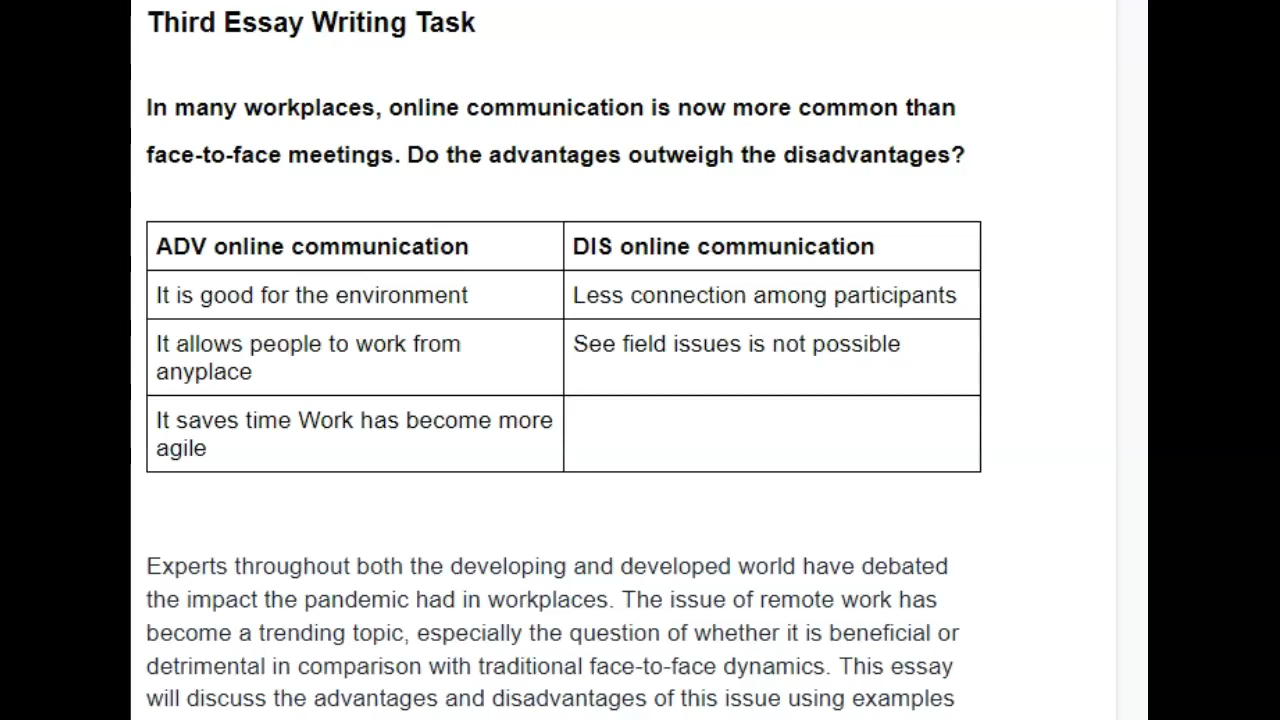 Third Essay Writing Task
In many workplaces, online communication is now more common than
face-to-face meetings. Do the advantages outweigh the disadvantages?
ADV online communication
DIS online communication
It is good for the environment
Less connection among participants
It allows people to work from
anyplace
See field issues is not possible
It saves time Work has become more
agile
Experts throughout both the developing and developed world have debated
the impact the pandemic had in workplaces. The issue of remote work has
become a trending topic, especially the question of whether it is beneficial or
detrimental in comparison with traditional face-to-face dynamics. This essay
will discuss the advantages and disadvantages of this issue using examples